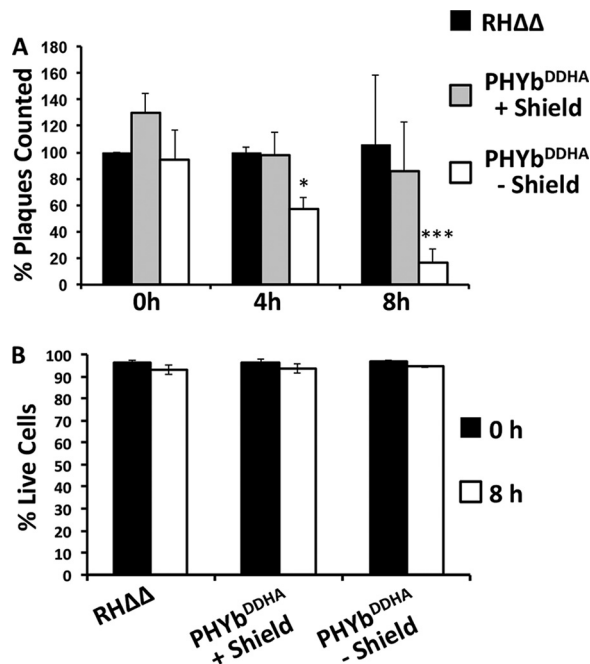 A
% Plaques Counted
180
160
140
120
100
80
60
40
20
0
*
***
0h
4h
8h
RHΔΔ
PHYb^DDHA
+ Shield
PHYb^DDHA
- Shield
B
% Live Cells
100
90
80
70
60
50
40
30
20
10
0
RHΔΔ
PHYb^DDHA
+ Shield
PHYb^DDHA
- Shield
0 h
8 h